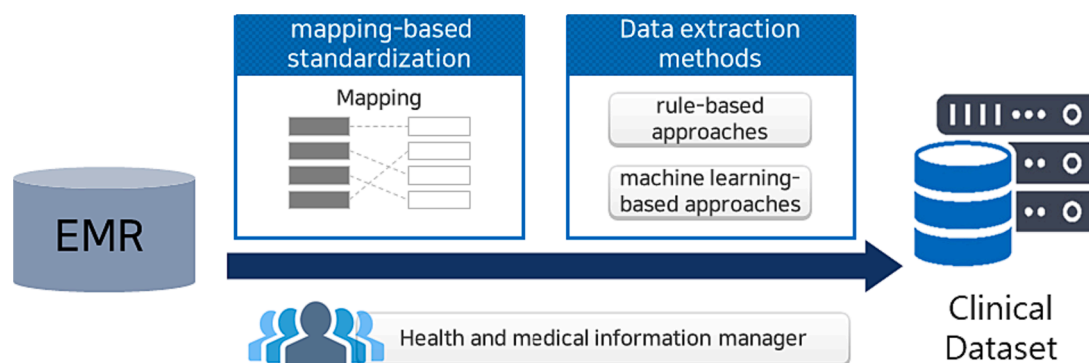 EMR
mapping-based
standardization
Mapping
Data extraction
methods
rule-based
approaches
machine learning-
based approaches
Health and medical information manager
Clinical
Dataset